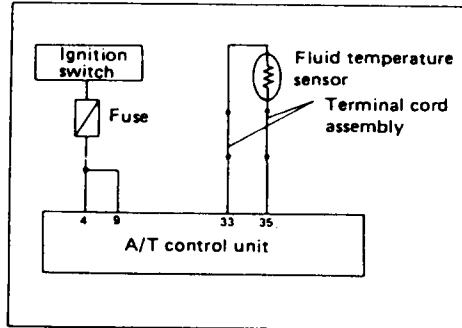 Ignition
switch
Fuse
Fluid temperature
sensor
Terminal cord
assembly
4 9 33 35
A/T control unit